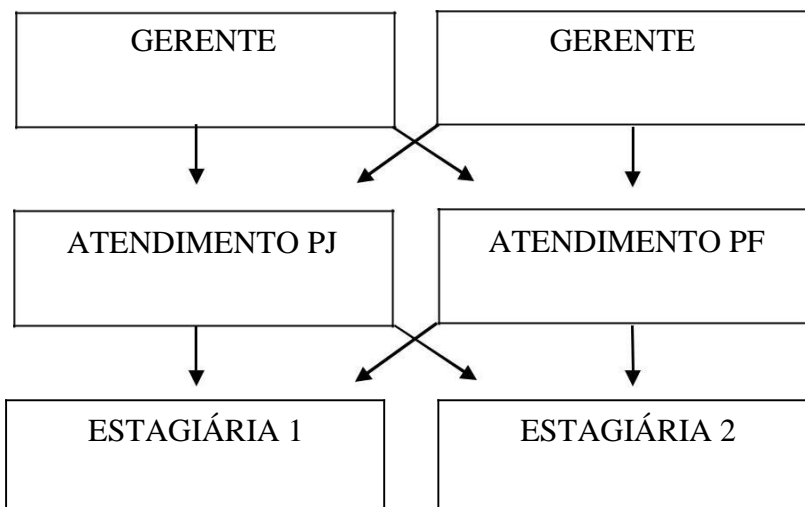 GERENTE
GERENTE
ATENDIMENTO PJ
ATENDIMENTO PF
ESTAGIÁRIA 1
ESTAGIÁRIA 2